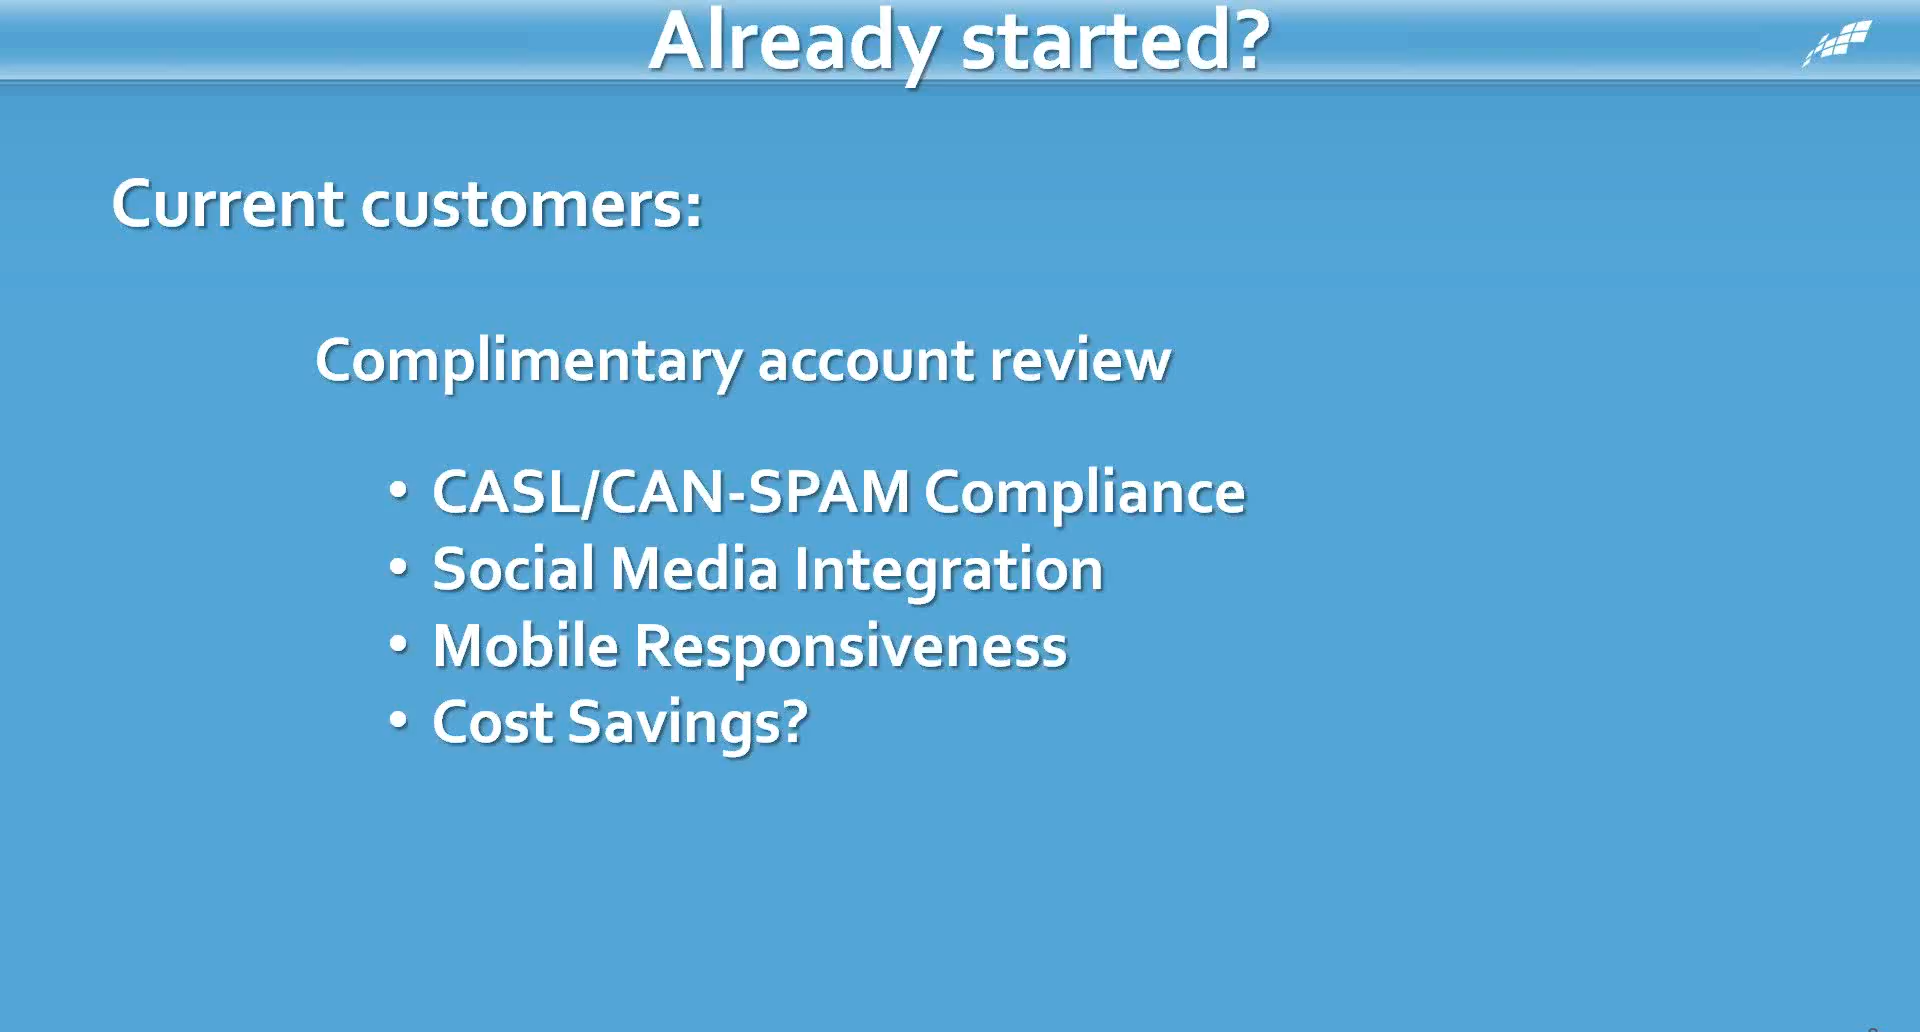 Already started?
Current customers:
Complimentary account review
• CASL/CAN-SPAM Compliance
• Social Media Integration
• Mobile Responsiveness
• Cost Savings?